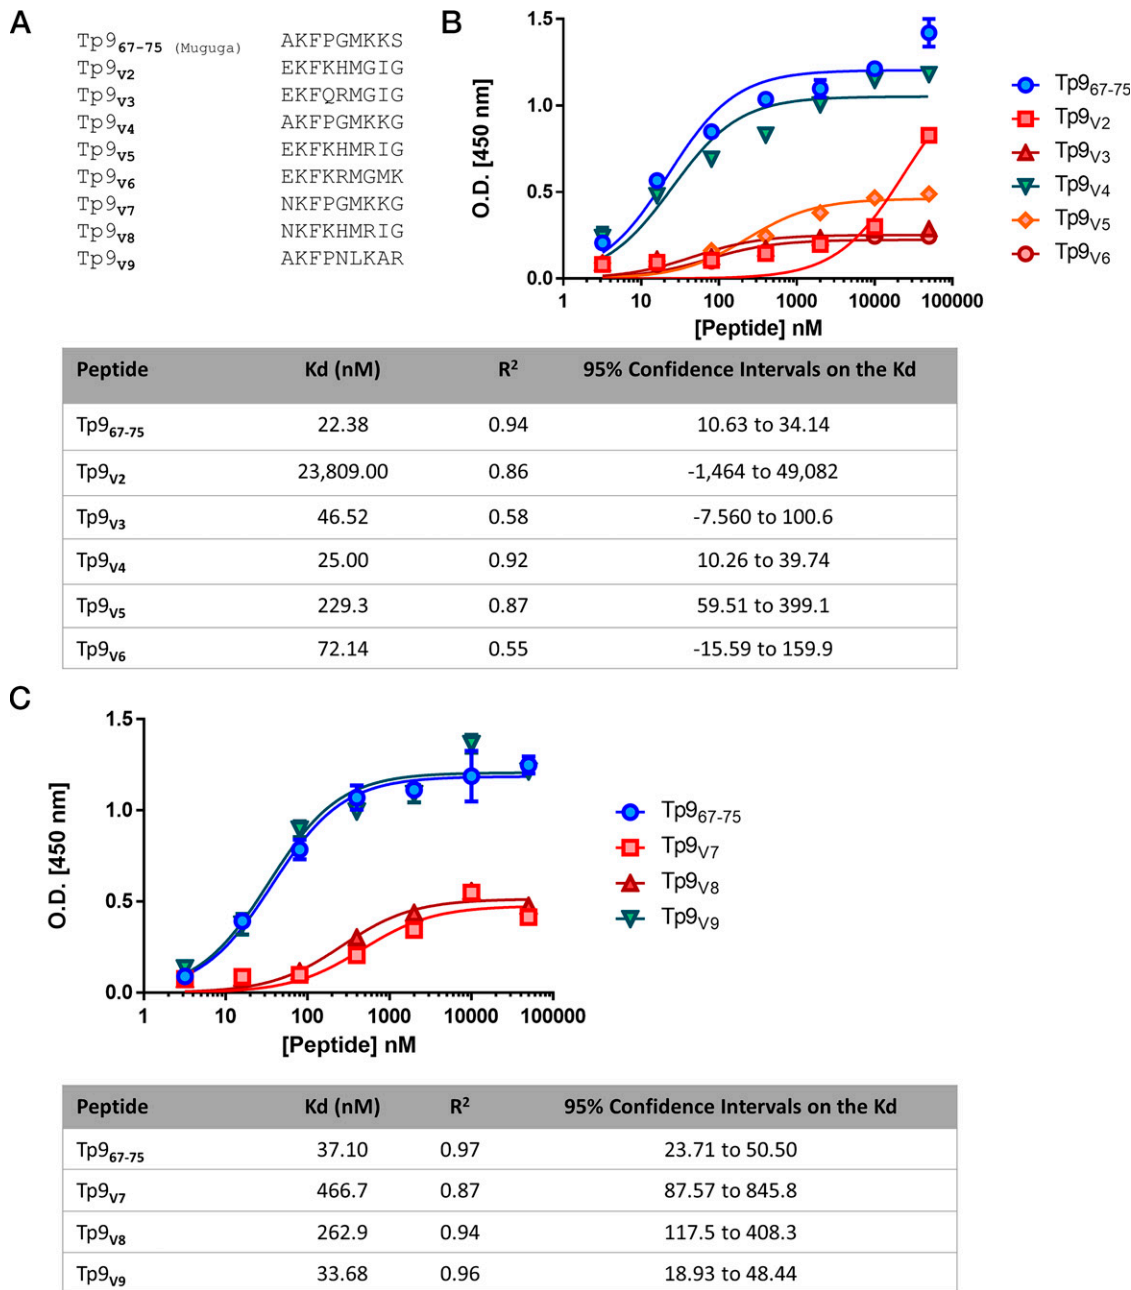 A
Tp967-75 (Muguga) AKFPGMKKS
Tp9V2 EKFKHMGIG
Tp9V3 EKFQRMGIG
Tp9V4 AKFPGMKKG
Tp9V5 EKFKHMRIG
Tp9V6 EKFKRMGMK
Tp9V7 NKFPGMKKG
Tp9V8 NKFKHMRIG
Tp9V9 AKFPNLKAR
B
1.5
1.0
0.5
0.0
O.D. [450 nm]
1 10 100 1000 10000 100000
[Peptide] nM
Tp967-75
Tp9V2
Tp9V3
Tp9V4
Tp9V5
Tp9V6
Peptide Kd (nM) R2 95% Confidence Intervals on the Kd
Tp967-75 22.38 0.94 10.63 to 34.14
Tp9V2 23,809.00 0.86 -1,464 to 49,082
Tp9V3 46.52 0.58 -7.560 to 100.6
Tp9V4 25.00 0.92 10.26 to 39.74
Tp9V5 229.3 0.87 59.51 to 399.1
Tp9V6 72.14 0.55 -15.59 to 159.9
C
1.5
1.0
0.5
0.0
O.D. [450 nm]
1 10 100 1000 10000 100000
[Peptide] nM
Tp967-75
Tp9V7
Tp9V8
Tp9V9
Peptide Kd (nM) R2 95% Confidence Intervals on the Kd
Tp967-75 37.10 0.97 23.71 to 50.50
Tp9V7 466.7 0.87 87.57 to 845.8
Tp9V8 262.9 0.94 117.5 to 408.3
Tp9V9 33.68 0.96 18.93 to 48.44